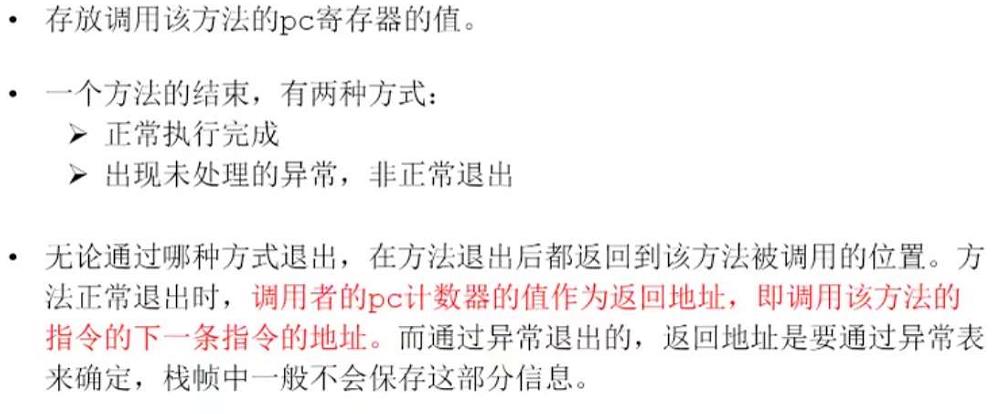 • 存放调用该方法的pc寄存器的值。
• 一个方法的结束，有两种方式：
➢ 正常执行完成
➢ 出现未处理的异常，非正常退出
• 无论通过哪种方式退出，在方法退出后都返回到该方法被调用的位置。方
法正常退出时，调用者的pc计数器的值作为返回地址，即调用该方法的
指令的下一条指令的地址。而通过异常退出的，返回地址是要通过异常表
来确定，栈帧中一般不会保存这部分信息。